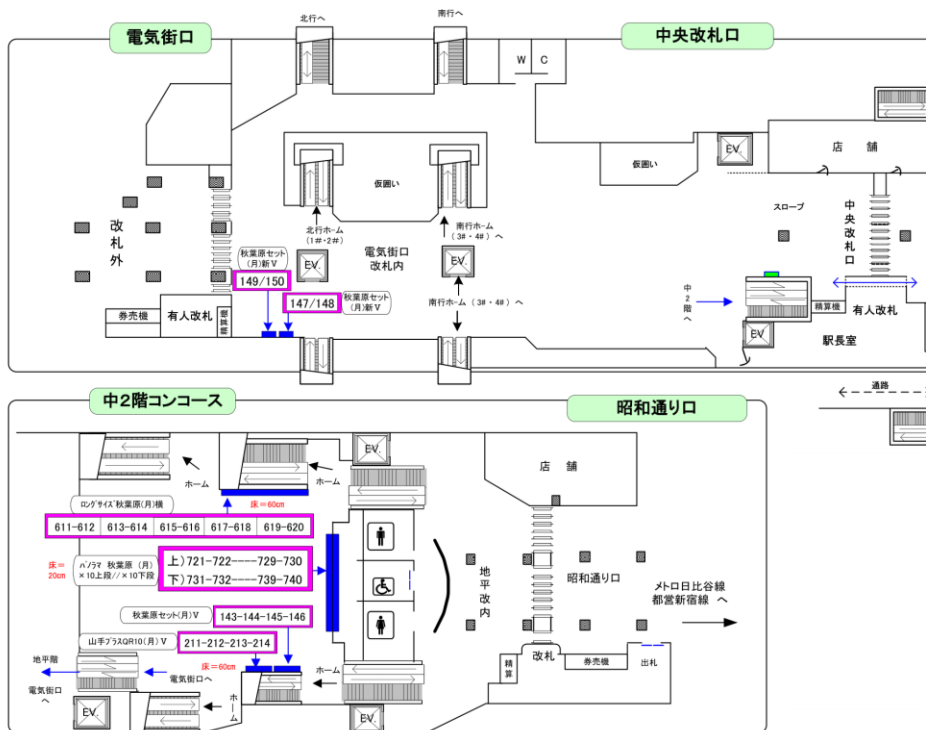 電気街口
北行へ
南行へ
中央改札口
W C
EV.
店 舗
仮囲い
仮囲い
スロープ
中央改札口
改札外
北行ホーム
(1#・2#)
南行ホーム
(3#・4#) へ
電気街口
改札内
EV.
EV.
秋葉原セット
(月)新Ⅴ
149/150
147/148
秋葉原セット
(月)新Ⅴ
南行ホーム (3#・4#) へ
中2階へ
券売機
有人改札
精算機
精算機
有人改札
EV
駅長室
通路
中2階コンコース
昭和通り口
EV.
店 舗
ホーム
ホーム
ロングサイズ秋葉原(月)横
床=60cm
611-612 613-614 615-616 617-618 619-620
床=
20cm
パノラマ 秋葉原 (月)
×10上段//×10下段
上)721-722----729-730
下)731-732----739-740
地平改内
昭和通り口
メトロ日比谷線
都営新宿線 へ
秋葉原セット(月)Ⅴ
143-144-145-146
山手プラスQR10(月) Ⅴ
211-212-213-214
地平階
電気街口
へ
電気街口へ
床=60cm
ホーム
ホーム
改札
精算
券売機
出札
EV.
EV.